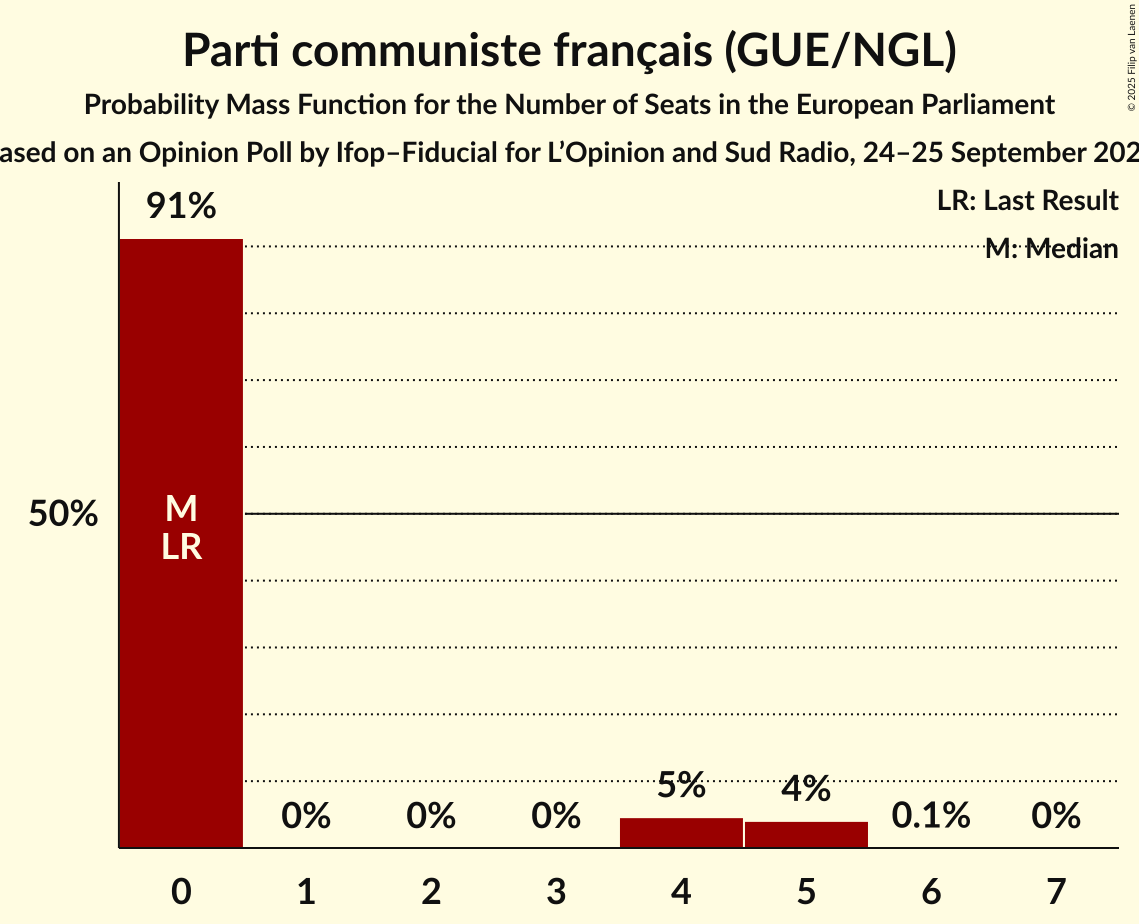 Parti communiste français (GUE/NGL)
Probability Mass Function for the Number of Seats in the European Parliament
ased on an Opinion Poll by Ifop–Fiducial for L’Opinion and Sud Radio, 24–25 September 202
© 2025 Filip van Laenen
LR: Last Result
M: Median
91%
50%
M
LR
0% 0% 0% 5% 4% 0.1% 0%
0 1 2 3 4 5 6 7